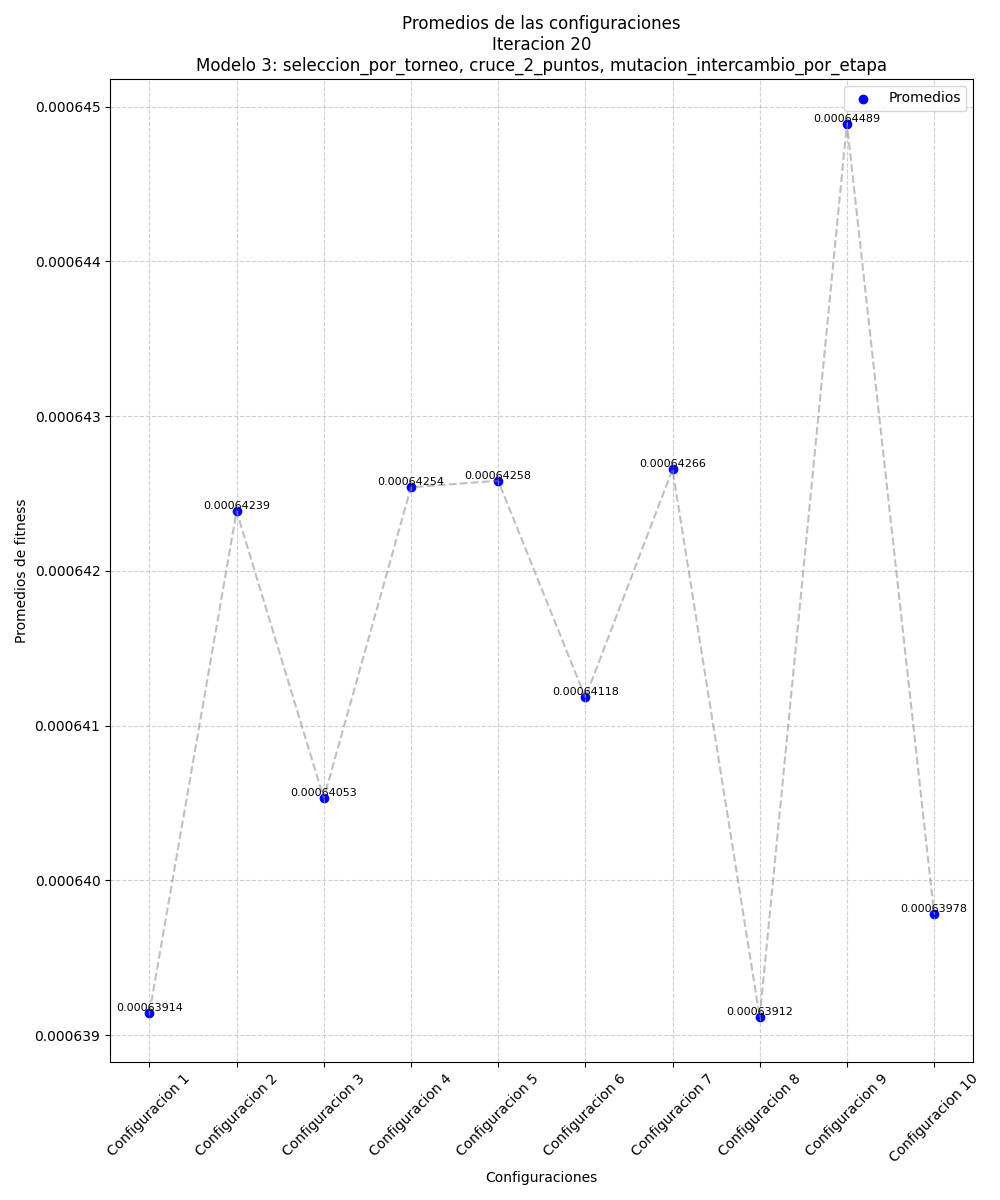 Promedios de las configuraciones
Iteracion 20
Modelo 3: seleccion_por_torneo, cruce_2_puntos, mutacion_intercambio_por_etapa
Promedios
0.000645
0.000644
0.000643
0.000642
0.000641
0.000640
0.000639
Promedios de fitness
0.00063914
0.00064239
0.00064053
0.00064254
0.00064258
0.00064118
0.00064266
0.00063912
0.00064489
0.00063978
Configuracion 1
Configuracion 2
Configuracion 3
Configuracion 4
Configuracion 5
Configuracion 6
Configuracion 7
Configuracion 8
Configuracion 9
Configuracion 10
Configuraciones